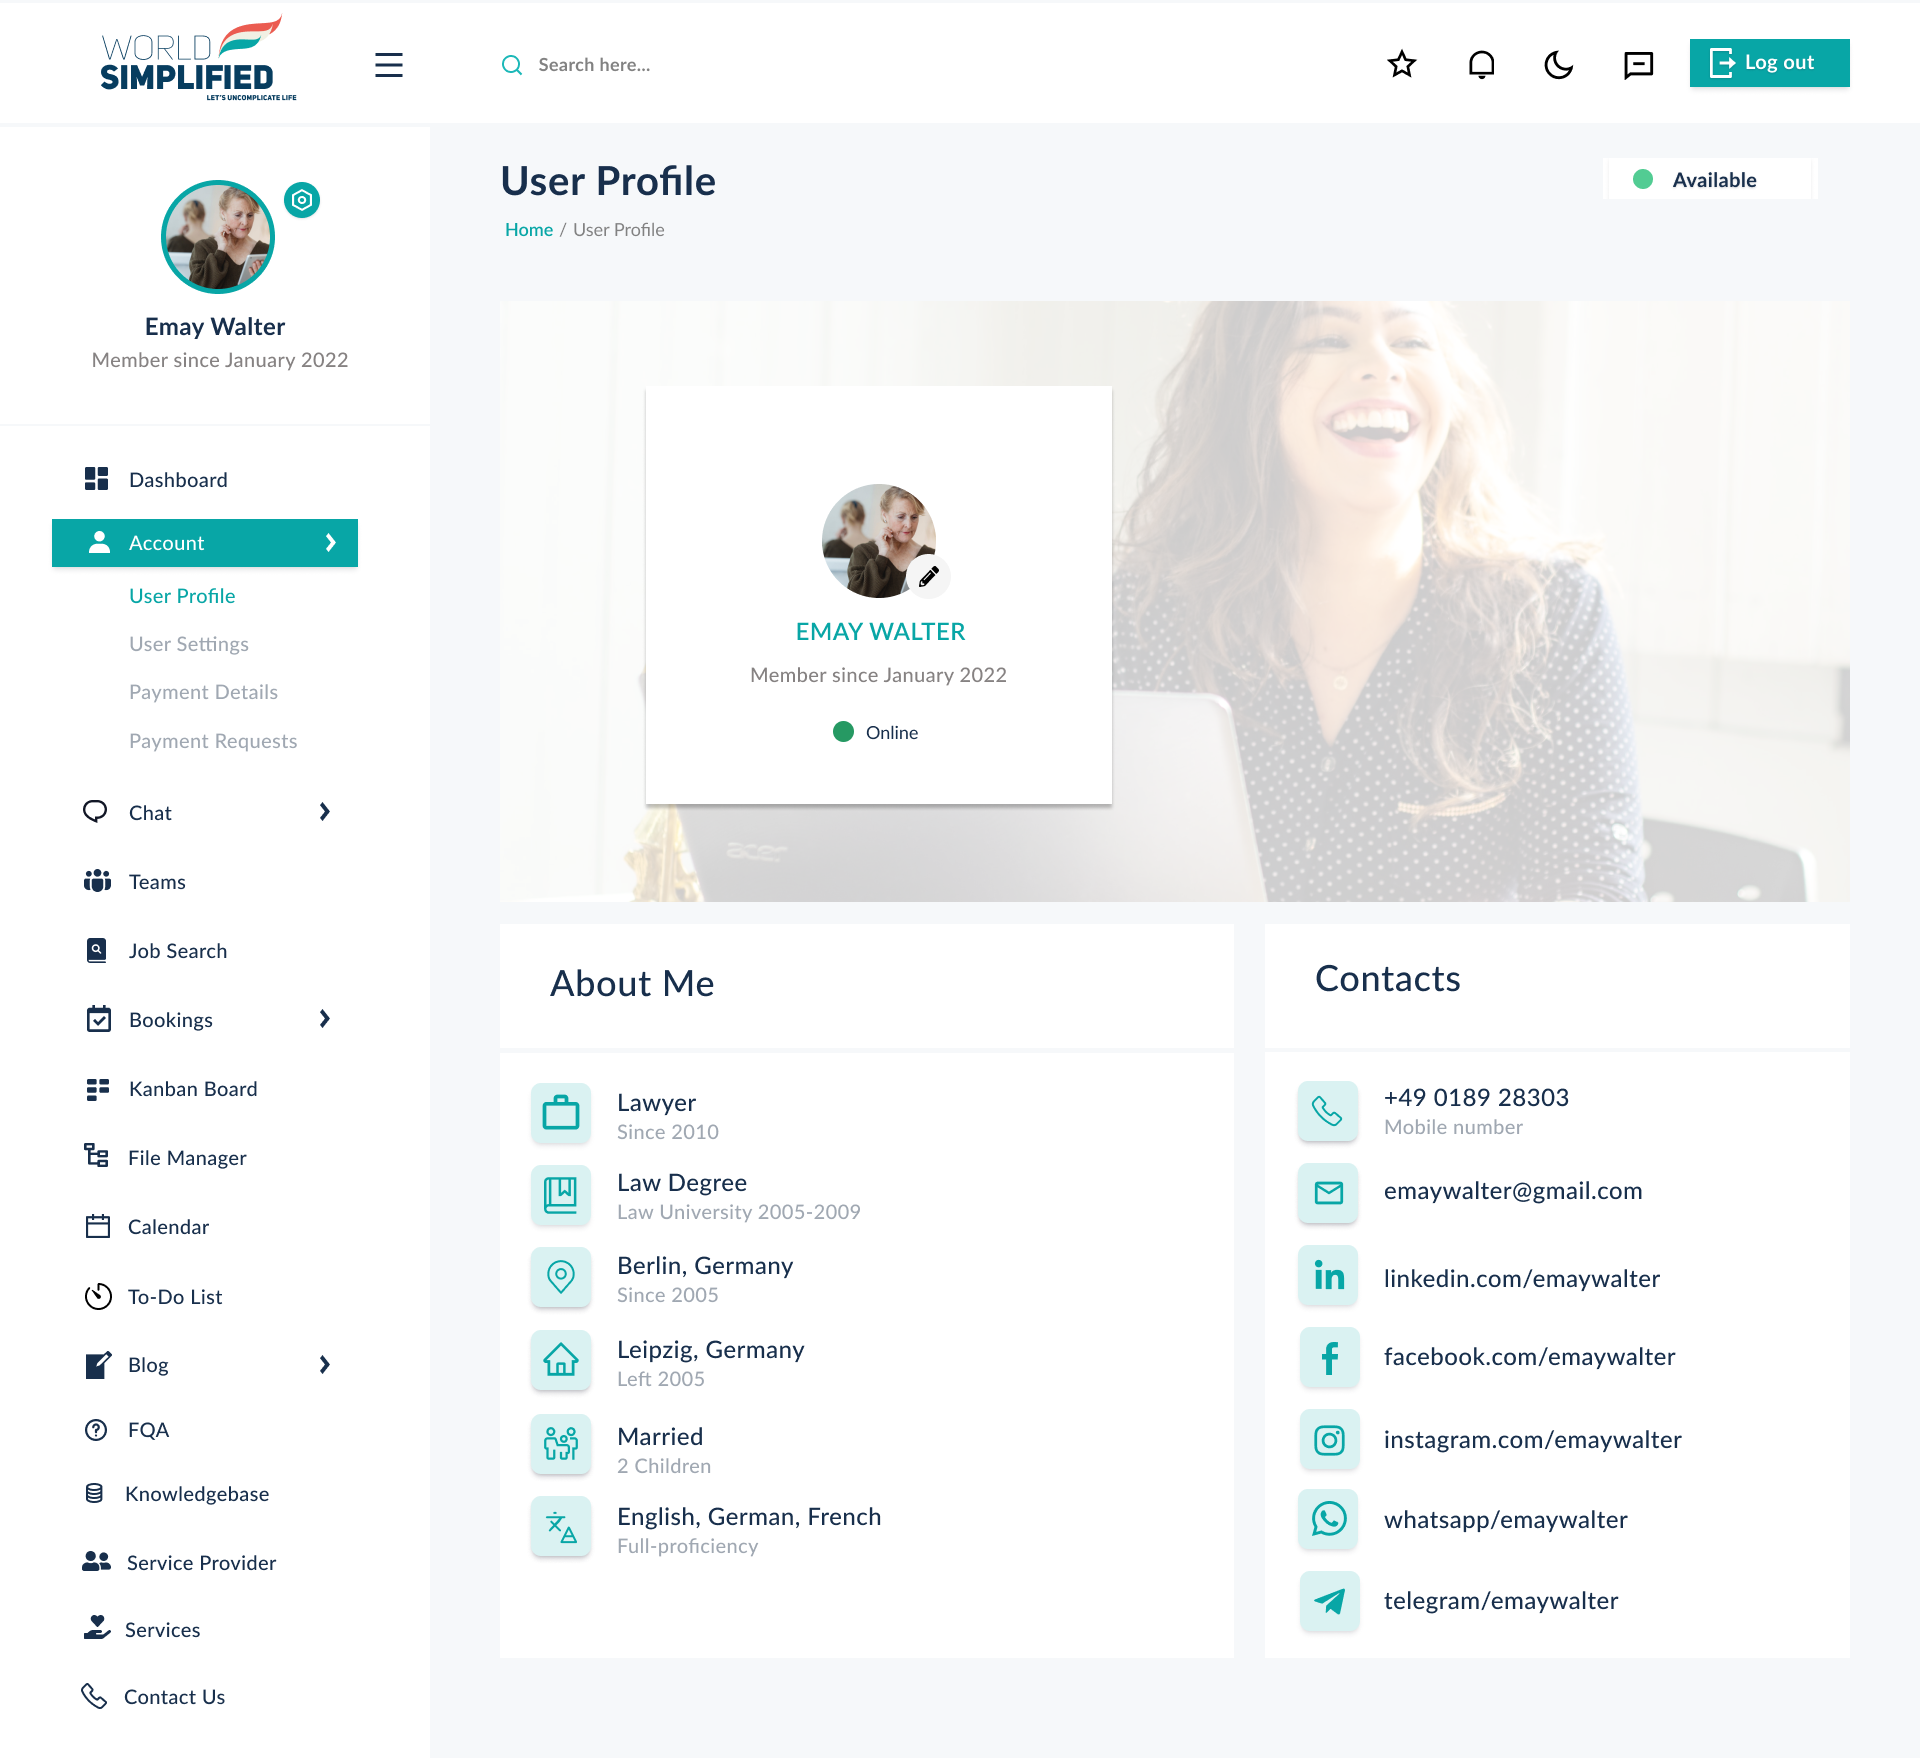 WORLD
SIMPLIFIED
LET'S UNCOMPLICATE LIFE
Search here...
Log out
Emay Walter
Member since January 2022
Dashboard
Account
User Profile
User Settings
Payment Details
Payment Requests
Chat
Teams
Job Search
Bookings
Kanban Board
File Manager
Calendar
To-Do List
Blog
FQA
Knowledgebase
Service Provider
Services
Contact Us
User Profile
Available
Home / User Profile
EMAY WALTER
Member since January 2022
Online
acer
About Me
Lawyer
Since 2010
Law Degree
Law University 2005-2009
Berlin, Germany
Since 2005
Leipzig, Germany
Left 2005
Married
2 Children
English, German, French
Full-proficiency
Contacts
+49 0189 28303
Mobile number
emaywalter@gmail.com
linkedin.com/emaywalter
facebook.com/emaywalter
instagram.com/emaywalter
whatsapp/emaywalter
telegram/emaywalter